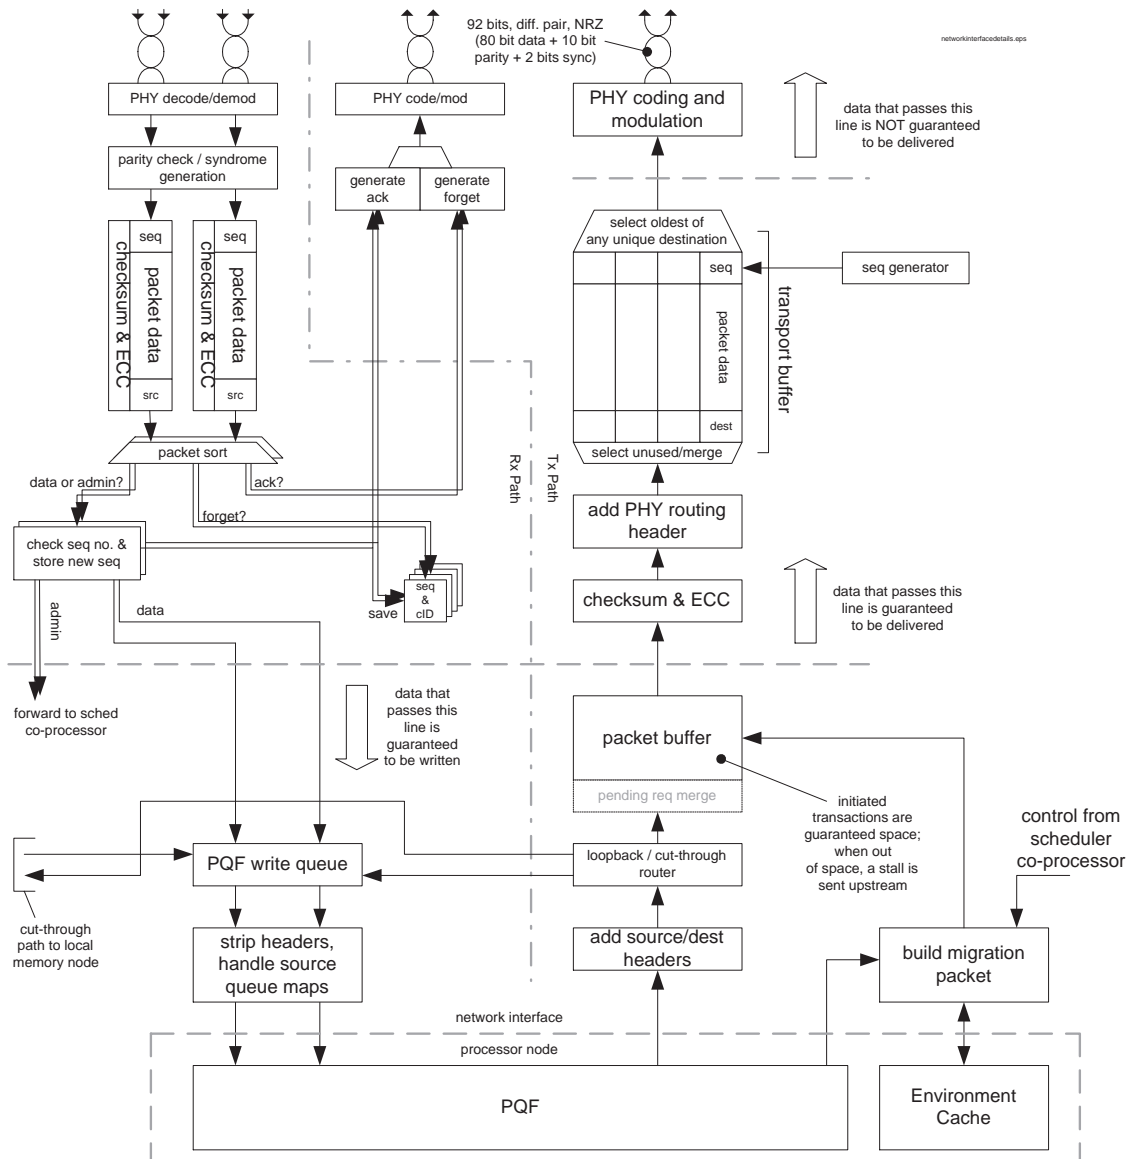 92 bits, diff. pair, NRZ
(80 bit data + 10 bit
parity + 2 bits sync)
networkinterfacedetails.eps
PHY decode/demod
PHY code/mod
PHY coding and
modulation
data that passes this
line is NOT guaranteed
to be delivered
parity check / syndrome
generation
generate
ack
generate
forget
checksum & ECC
seq
packet data
src
checksum & ECC
seq
packet data
src
select oldest of
any unique destination
seq
packet data
dest
select unused/merge
transport buffer
seq generator
packet sort
data or admin?
ack?
forget?
Rx Path
Tx Path
add PHY routing
header
check seq no. &
store new seq
admin
data
save
seq
&
cID
checksum & ECC
data that passes this
line is guaranteed
to be delivered
forward to sched
co-processor
data that
passes this
line is
guaranteed
to be written
packet buffer
pending req merge
initiated
transactions are
guaranteed space;
when out
of space, a stall is
sent upstream
control from
scheduler
co-processor
PQF write queue
loopback / cut-through
router
cut-through
path to local
memory node
strip headers,
handle source
queue maps
add source/dest
headers
build migration
packet
network interface
processor node
PQF
Environment
Cache